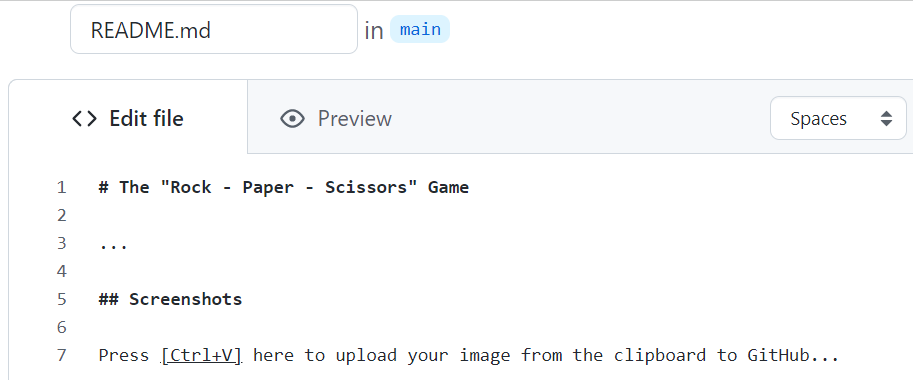 README.md in main
<> Edit file Preview Spaces
1 # The "Rock - Paper - Scissors" Game
2
3 ...
4
5 ## Screenshots
6
7 Press [Ctrl+V] here to upload your image from the clipboard to GitHub...